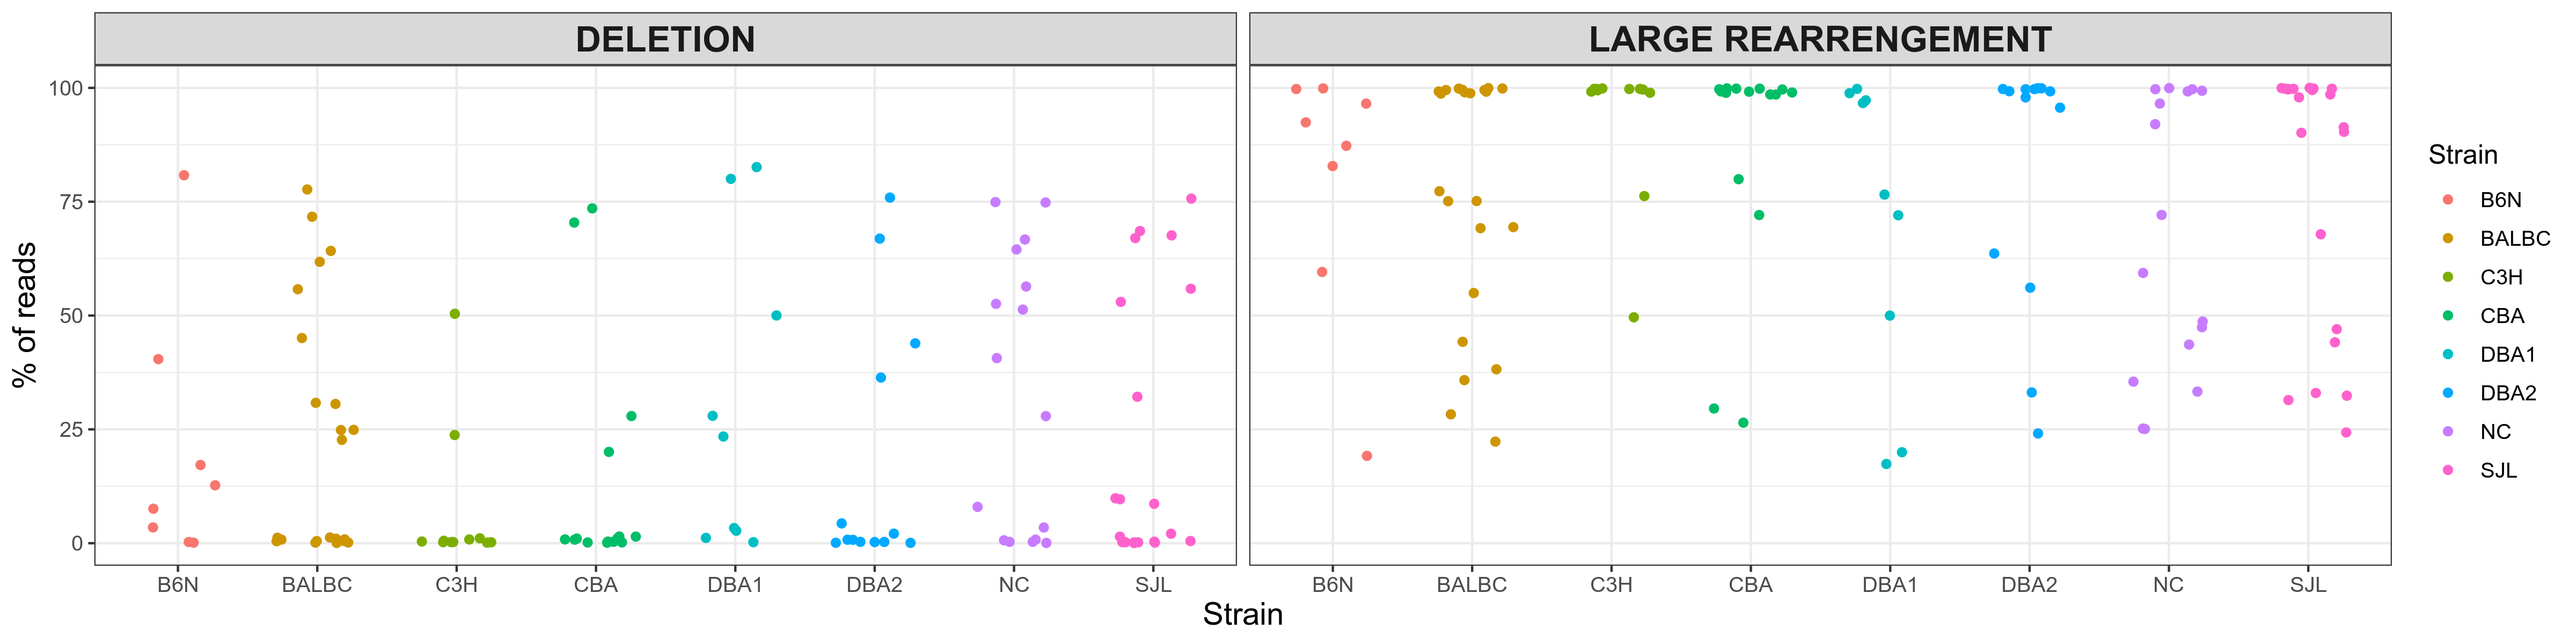 DELETION
LARGE REARRENGEMENT
% of reads
100
75
50
25
0
B6N BALBC C3H CBA DBA1 DBA2 NC SJL
B6N BALBC C3H CBA DBA1 DBA2 NC SJL
Strain
Strain
B6N
BALBC
C3H
CBA
DBA1
DBA2
NC
SJL